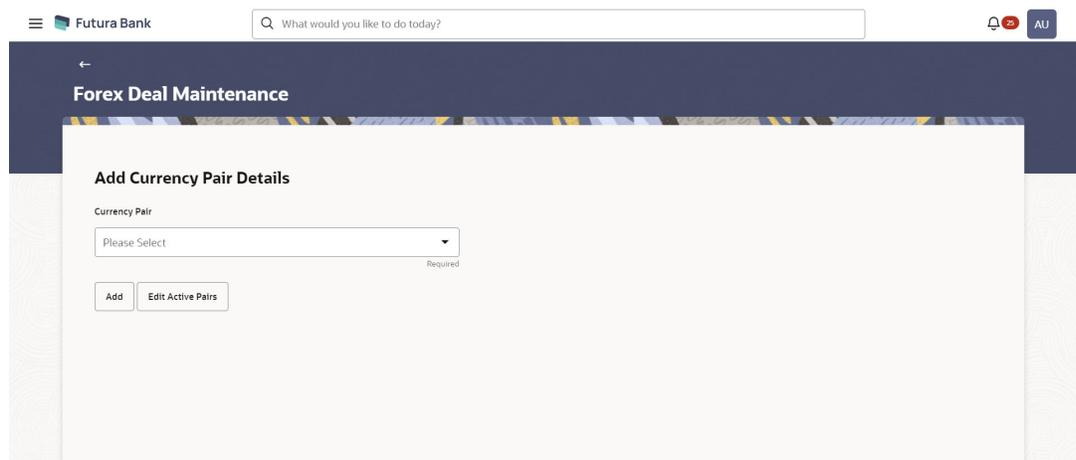 Futura Bank
What would you like to do today?
25
AU
Forex Deal Maintenance
Add Currency Pair Details
Currency Pair
Please Select
Required
Add
Edit Active Pairs